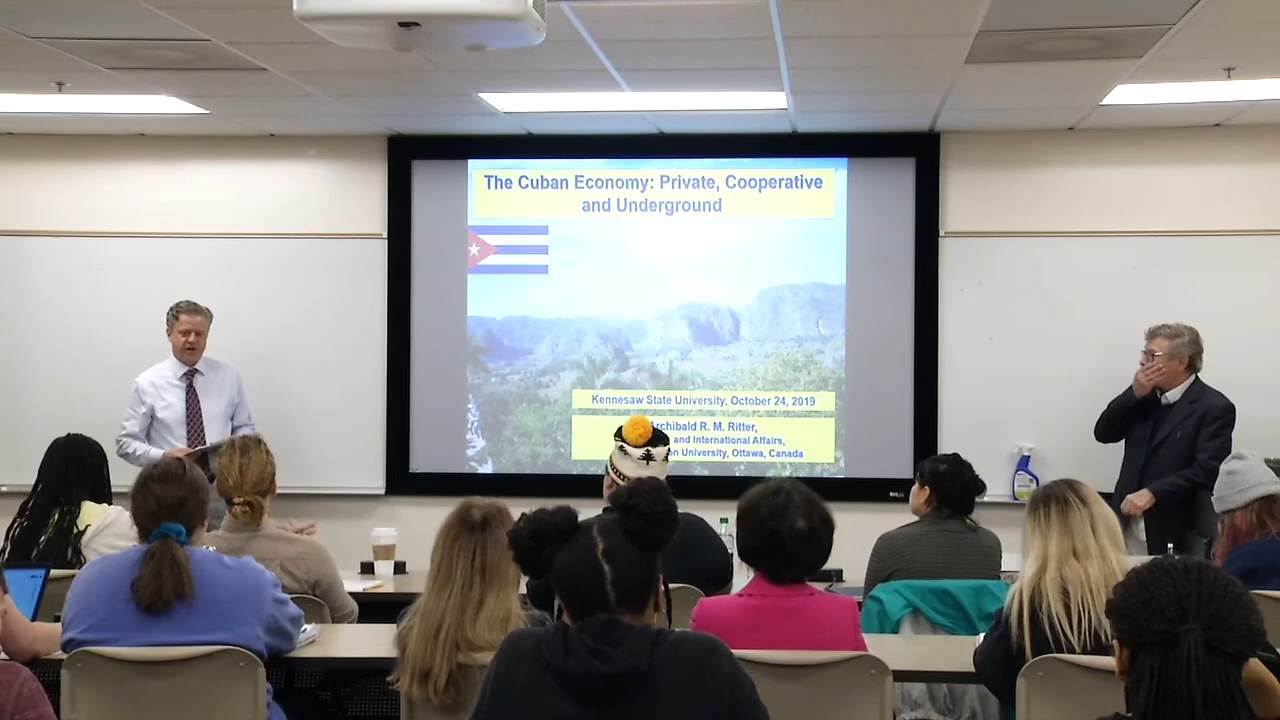 The Cuban Economy: Private, Cooperative
and Underground
Kennesaw State University, October 24, 2019
Archibald R. M. Ritter,
and International Affairs,
University, Ottawa, Canada